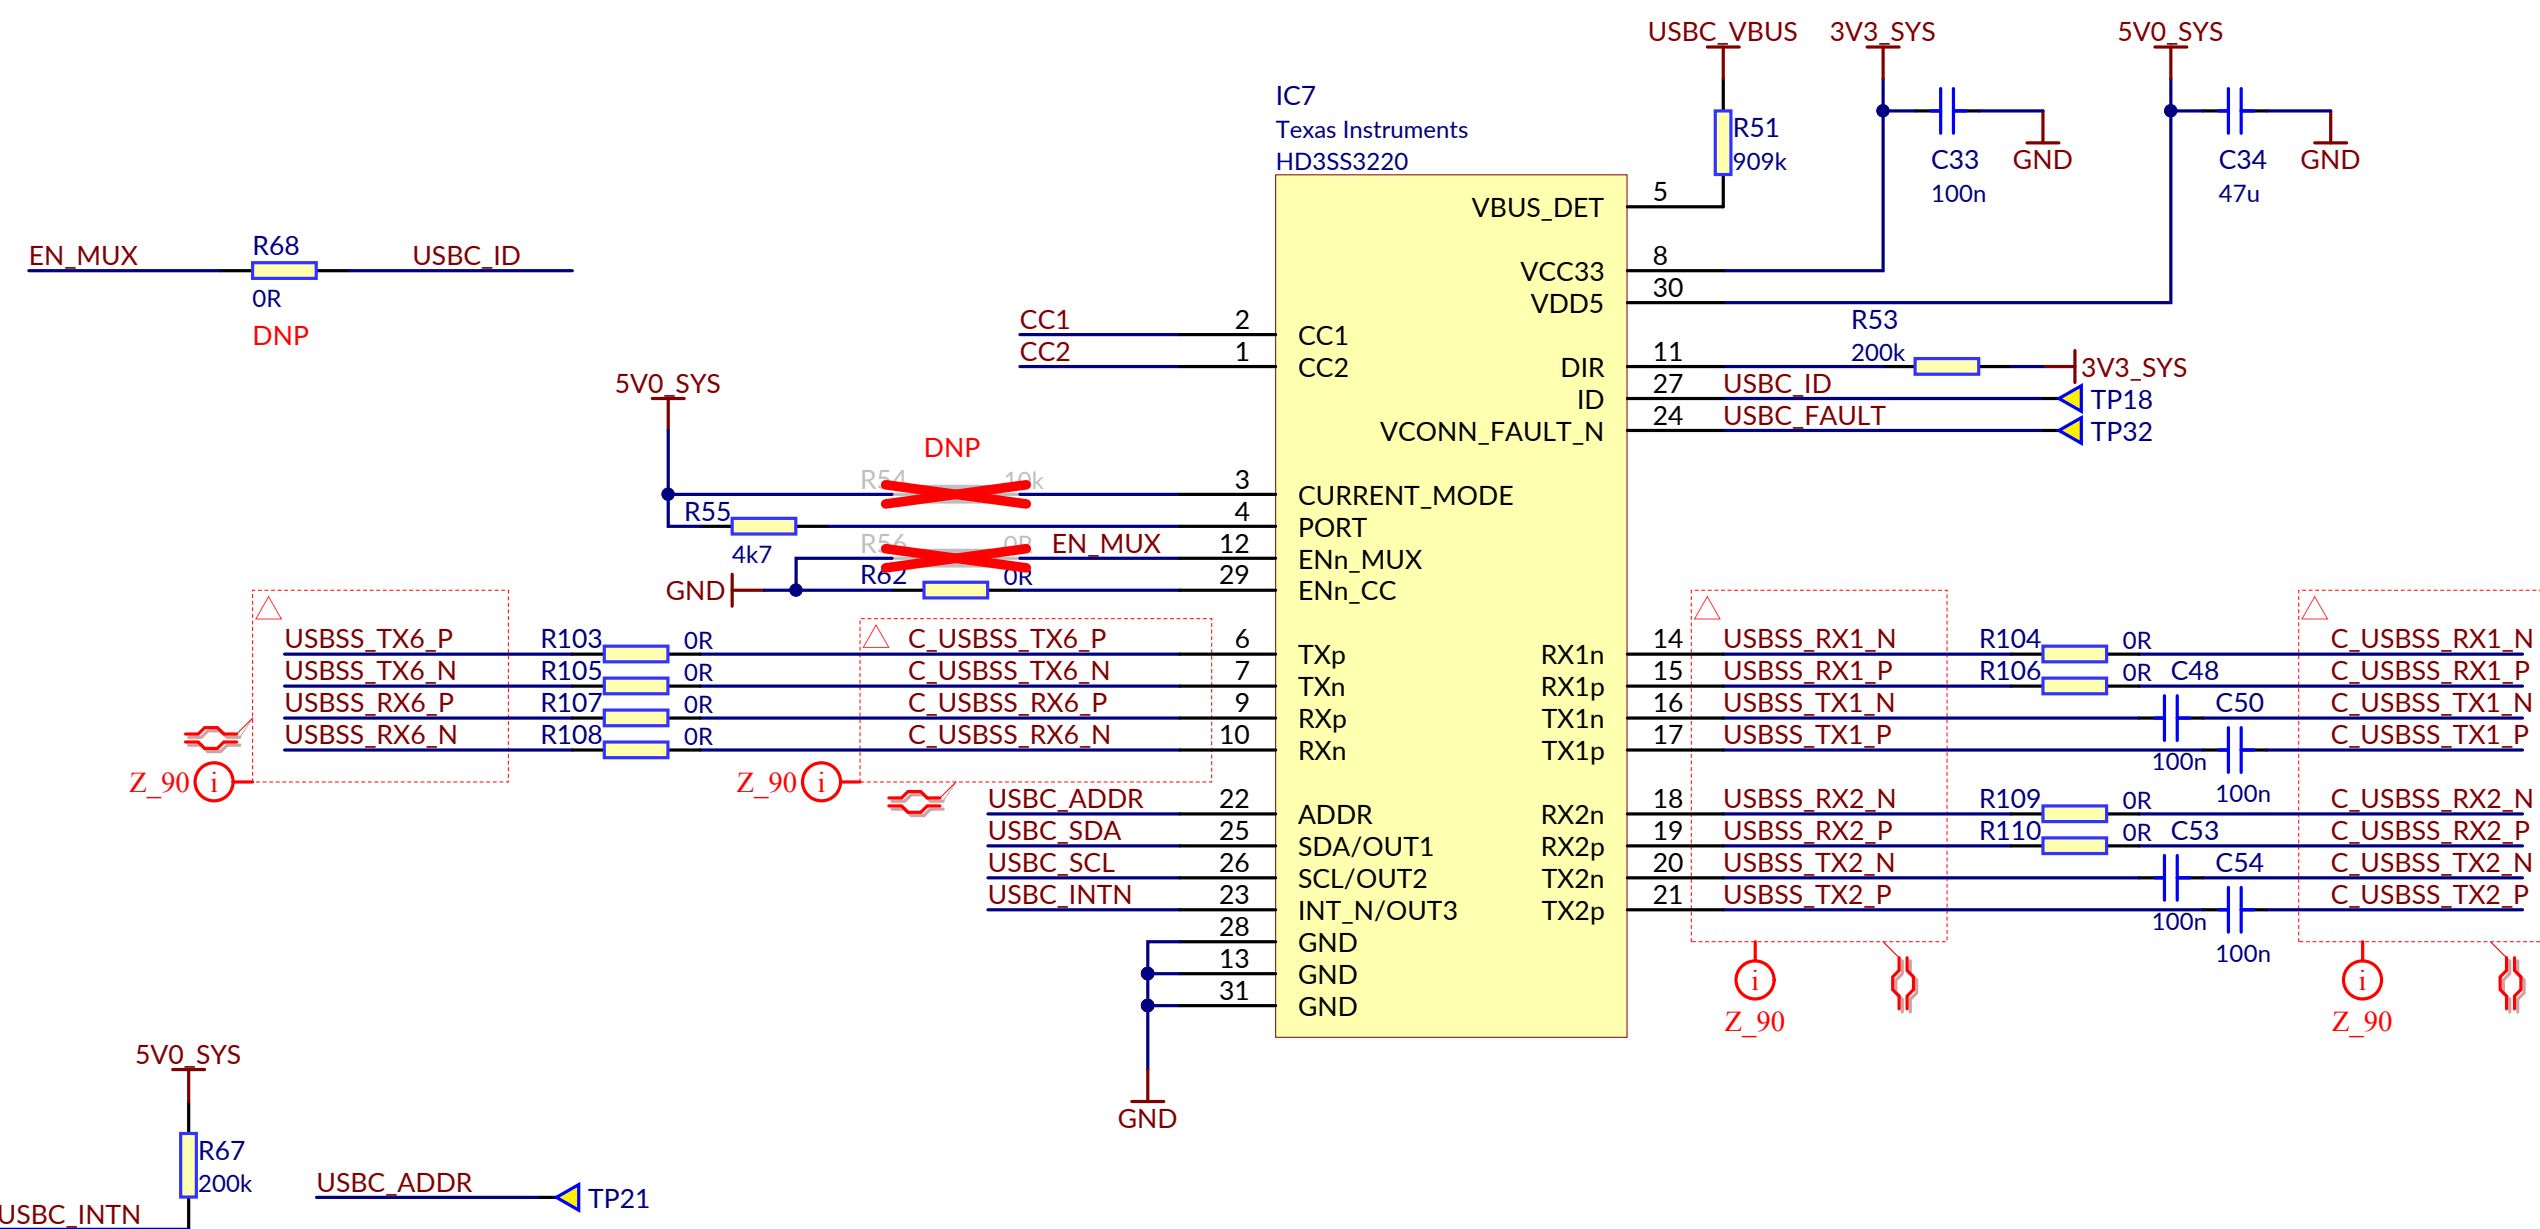 USBC_VBUS
3V3_SYS
5V0_SYS
IC7
Texas Instruments
HD3SS3220
R51
909k
C33
100n
GND
C34
47u
GND
EN_MUX
R68
USBC_ID
0R
DNP
5 VBUS_DET
8 VCC33
30 VDD5
CC1 2 CC1
CC2 1 CC2
R53
200k
DIR 11 3V3_SYS
ID 27 USBC_ID TP18
VCONN_FAULT_N 24 USBC_FAULT TP32
5V0_SYS
DNP
R54 10k 3 CURRENT_MODE
R55 4 PORT
4k7
R56 0R EN_MUX 12 ENn_MUX
GND R62 0R 29 ENn_CC
USBSS_TX6_P R103 0R C_USBSS_TX6_P 6 TXp
USBSS_TX6_N R105 0R C_USBSS_TX6_N 7 TXn
USBSS_RX6_P R107 0R C_USBSS_RX6_P 9 RXp
USBSS_RX6_N R108 0R C_USBSS_RX6_N 10 RXn
Z_90 i
Z_90 i
RX1n 14 USBSS_RX1_N R104 0R C_USBSS_RX1_N
RX1p 15 USBSS_RX1_P R106 0R C48 C_USBSS_RX1_P
TX1n 16 USBSS_TX1_N C50 C_USBSS_TX1_N
TX1p 17 USBSS_TX1_P C_USBSS_TX1_P
100n
100n
USBC_ADDR 22 ADDR
USBC_SDA 25 SDA/OUT1
USBC_SCL 26 SCL/OUT2
USBC_INTN 23 INT_N/OUT3
28 GND
13 GND
31 GND
GND
RX2n 18 USBSS_RX2_N R109 0R C_USBSS_RX2_N
RX2p 19 USBSS_RX2_P R110 0R C53 C_USBSS_RX2_P
TX2n 20 USBSS_TX2_N C54 C_USBSS_TX2_N
TX2p 21 USBSS_TX2_P C_USBSS_TX2_P
100n
100n
i
Z_90
i
Z_90
5V0_SYS
R67
200k
USBC_INTN
USBC_ADDR TP21